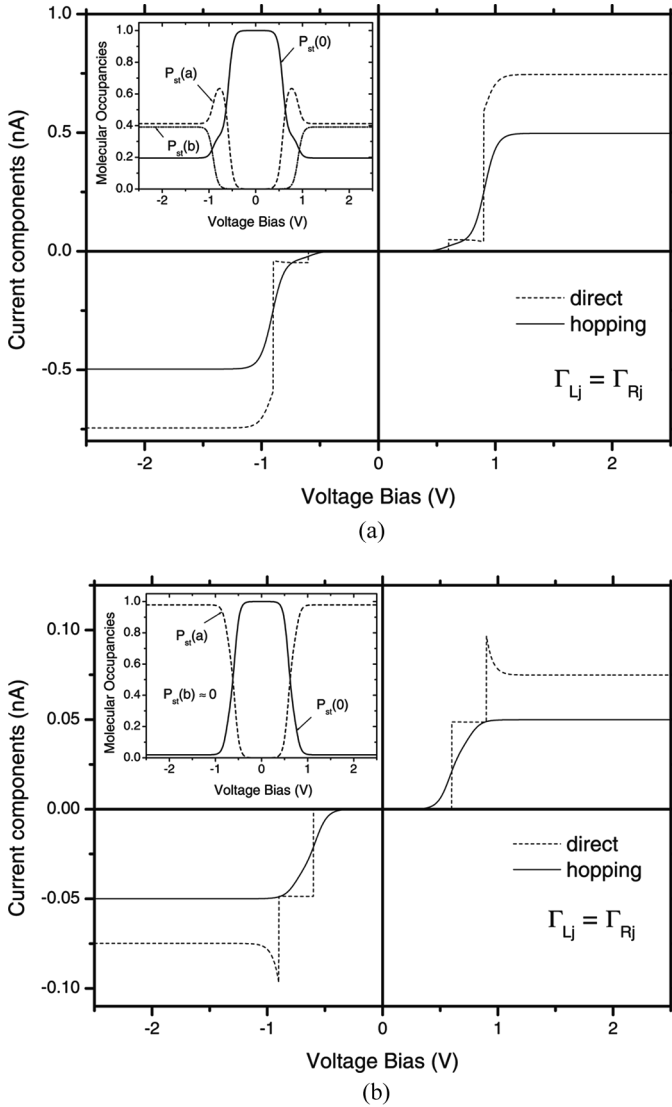 1.0
0.8
0.6
0.4
0.2
0.0
Molecular Occupancies
P_st(a)
P_st(0)
P_st(b)
-2 -1 0 1 2
Voltage Bias (V)
1.0
0.5
0.0
-0.5
Current components (nA)
direct
hopping
Γ_Lj = Γ_Rj
-2 -1 0 1 2
Voltage Bias (V)
(a)
1.0
0.8
0.6
0.4
0.2
0.0
Molecular Occupancies
P_st(a)
P_st(b) ≈ 0
P_st(0)
-2 -1 0 1 2
Voltage Bias (V)
0.10
0.05
0.00
-0.05
-0.10
Current components (nA)
direct
hopping
Γ_Lj = Γ_Rj
-2 -1 0 1 2
Voltage Bias (V)
(b)